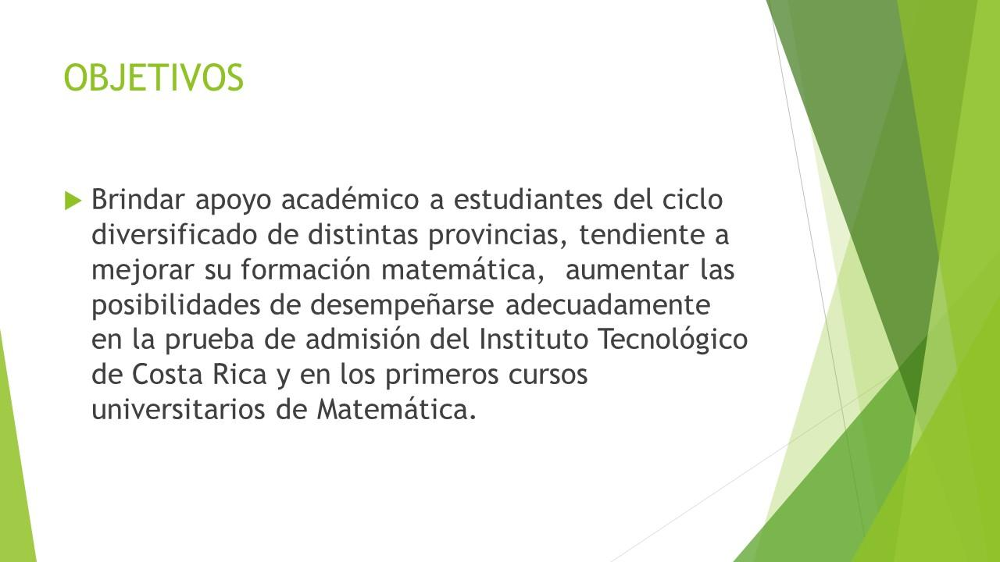 OBJETIVOS
Brindar apoyo académico a estudiantes del ciclo
diversificado de distintas provincias, tendiente a
mejorar su formación matemática,  aumentar las
posibilidades de desempeñarse adecuadamente
en la prueba de admisión del Instituto Tecnológico
de Costa Rica y en los primeros cursos
universitarios de Matemática.